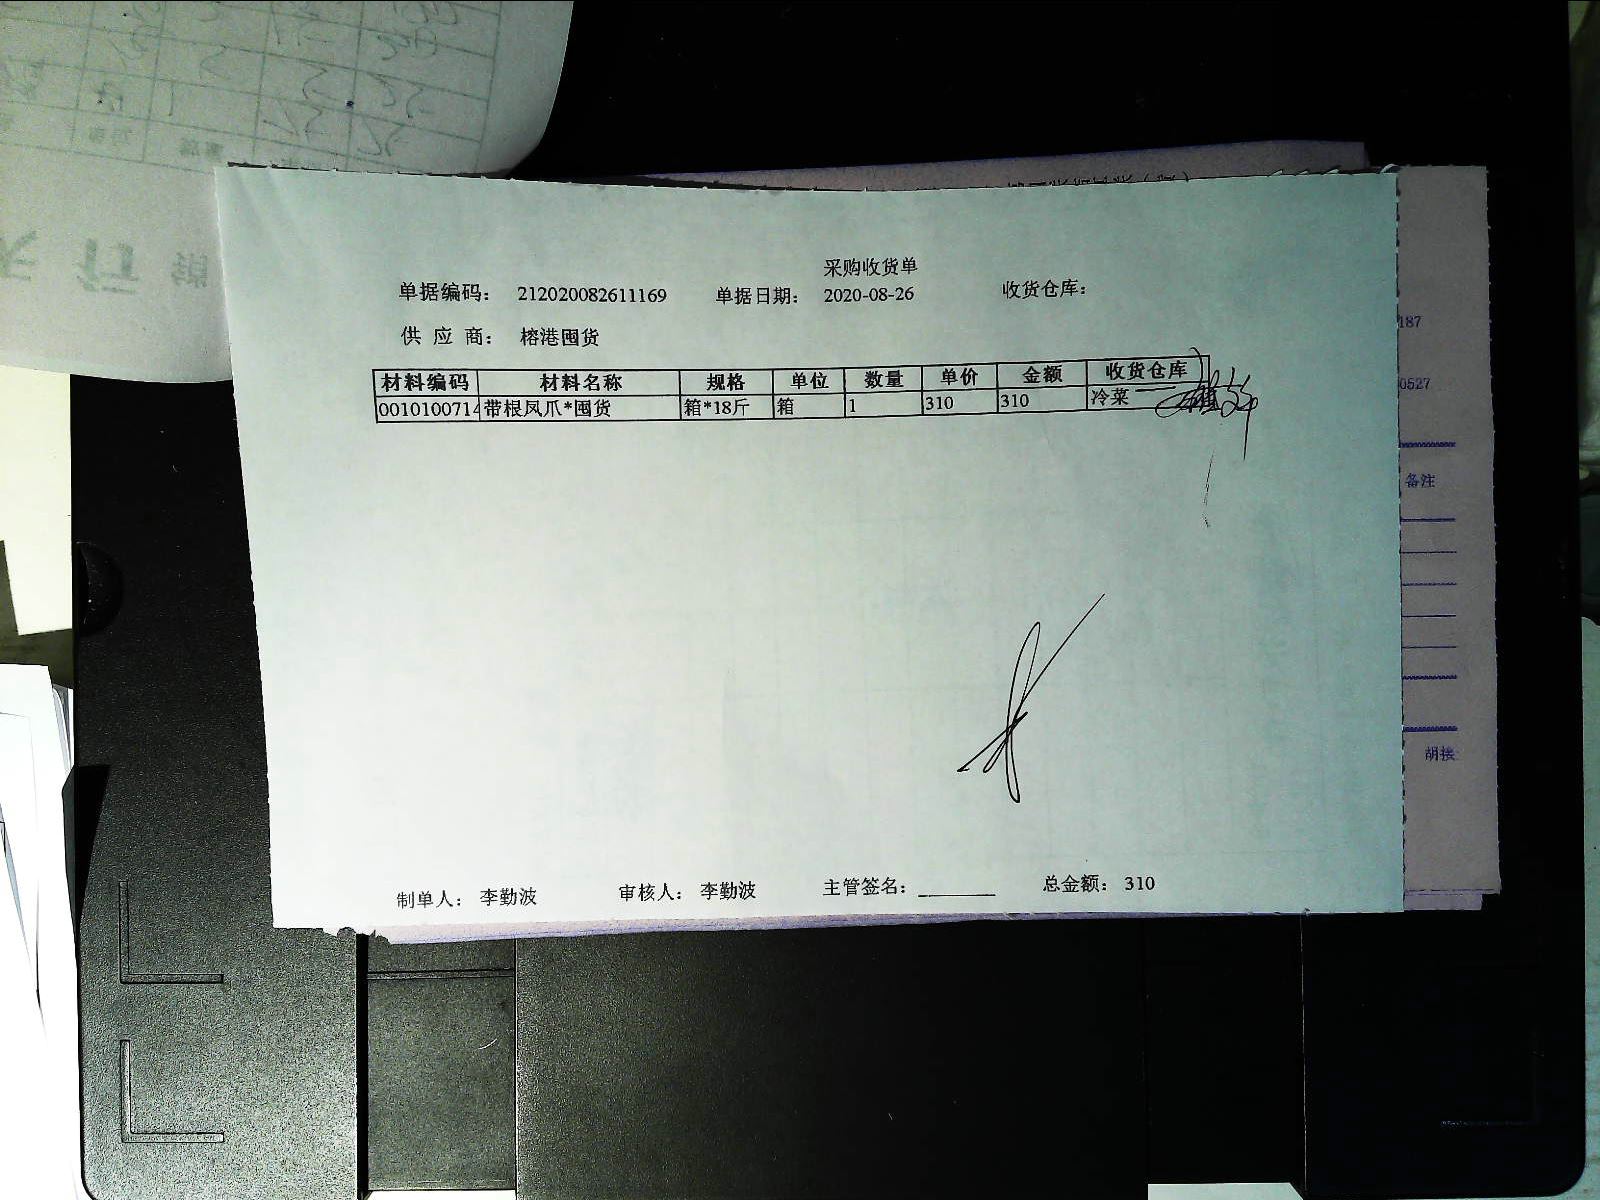 采购收货单
单据编码： 212020082611169 单据日期： 2020-08-26 收货仓库：
供 应 商： 榕港囤货
材料编码 材料名称 规格 单位 数量 单价 金额 收货仓库
0010100714 带根凤爪*囤货 箱*18斤 箱 1 310 310 冷菜
制单人： 李勤波 审核人： 李勤波 主管签名： 总金额： 310
187
0527
备注
胡接